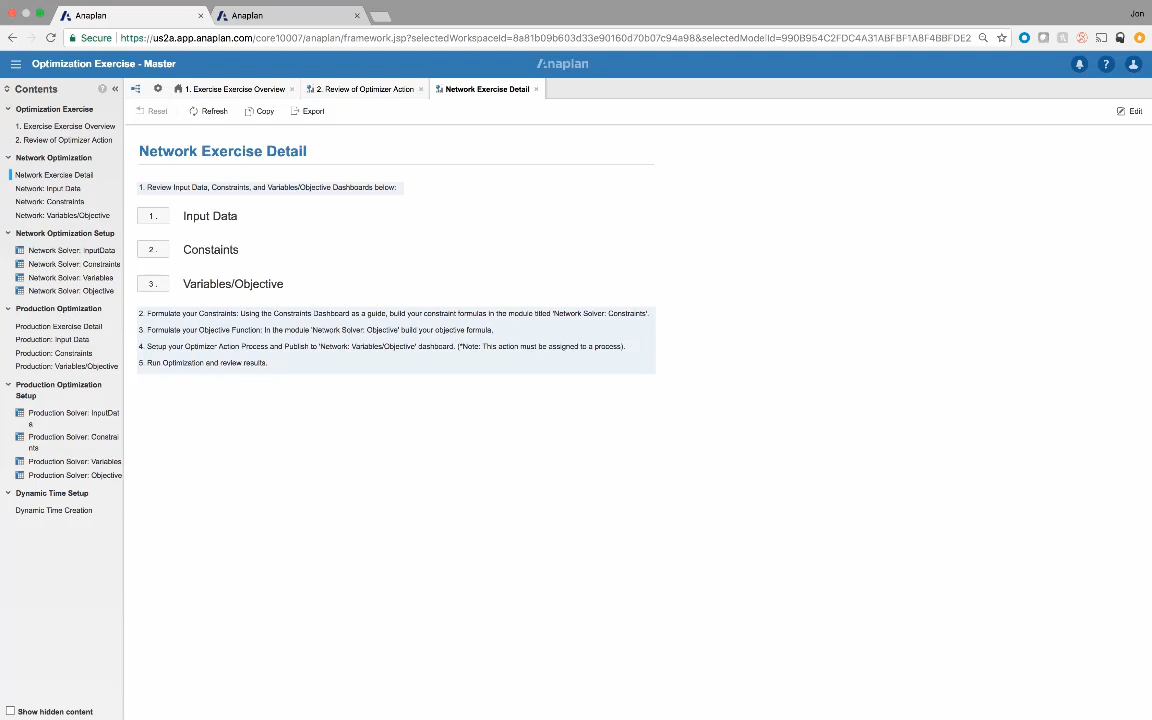 Anaplan
Anaplan
Jon
Secure https://us2a.app.anaplan.com/core10007/anaplan/framework.jsp?selectedWorkspaceId=8a81b09b603d33e90160d70b07c94a98&selectedModelId=990B954C2FDC4A31ABFBF1A8F4BBFDE2
Optimization Exercise - Master
Anaplan
Contents
1. Exercise Exercise Overview
2. Review of Optimizer Action
Network Exercise Detail
Reset
Refresh
Copy
Export
Edit
Optimization Exercise
1. Exercise Exercise Overview
2. Review of Optimizer Action
Network Optimization
Network Exercise Detail
Network: Input Data
Network: Constraints
Network: Variables/Objective
Network Optimization Setup
Network Solver: InputData
Network Solver: Constraints
Network Solver: Variables
Network Solver: Objective
Production Optimization
Production Exercise Detail
Production: Input Data
Production: Constraints
Production: Variables/Objective
Production Optimization
Setup
Production Solver: InputDat
a
Production Solver: Constrai
nts
Production Solver: Variables
Production Solver: Objective
Dynamic Time Setup
Dynamic Time Creation
Show hidden content
Network Exercise Detail
1. Review Input Data, Constraints, and Variables/Objective Dashboards below:
1. Input Data
2. Constaints
3. Variables/Objective
2. Formulate your Constraints: Using the Constraints Dashboard as a guide, build your constraint formulas in the module titled 'Network Solver: Constraints'.
3. Formulate your Objective Function: In the module 'Network Solver: Objective' build your objective formula.
4. Setup your Optimizer Action Process and Publish to 'Network: Variables/Objective' dashboard. (*Note: This action must be assigned to a process).
5. Run Optimization and review results.